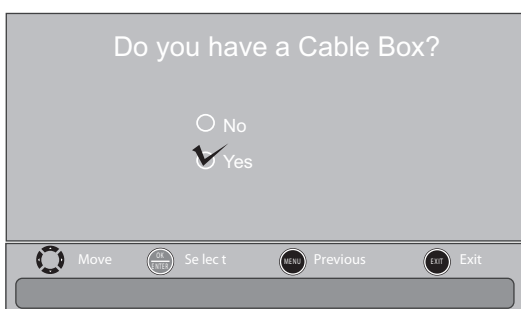 Do you have a Cable Box?
No
Yes
Move OK ENTER Se lec t MENU Previous EXIT Exit